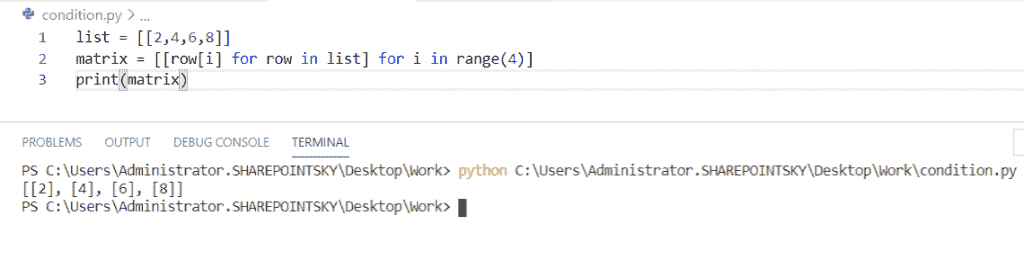 condition.py > ...
1 list = [[2,4,6,8]]
2 matrix = [[row[i] for row in list] for i in range(4)]
3 print(matrix)
PROBLEMS OUTPUT DEBUG CONSOLE TERMINAL
PS C:\Users\Administrator.SHAREPOINTSKY\Desktop\Work> python C:\Users\Administrator.SHAREPOINTSKY\Desktop\Work\condition.py
[[2], [4], [6], [8]]
PS C:\Users\Administrator.SHAREPOINTSKY\Desktop\Work>